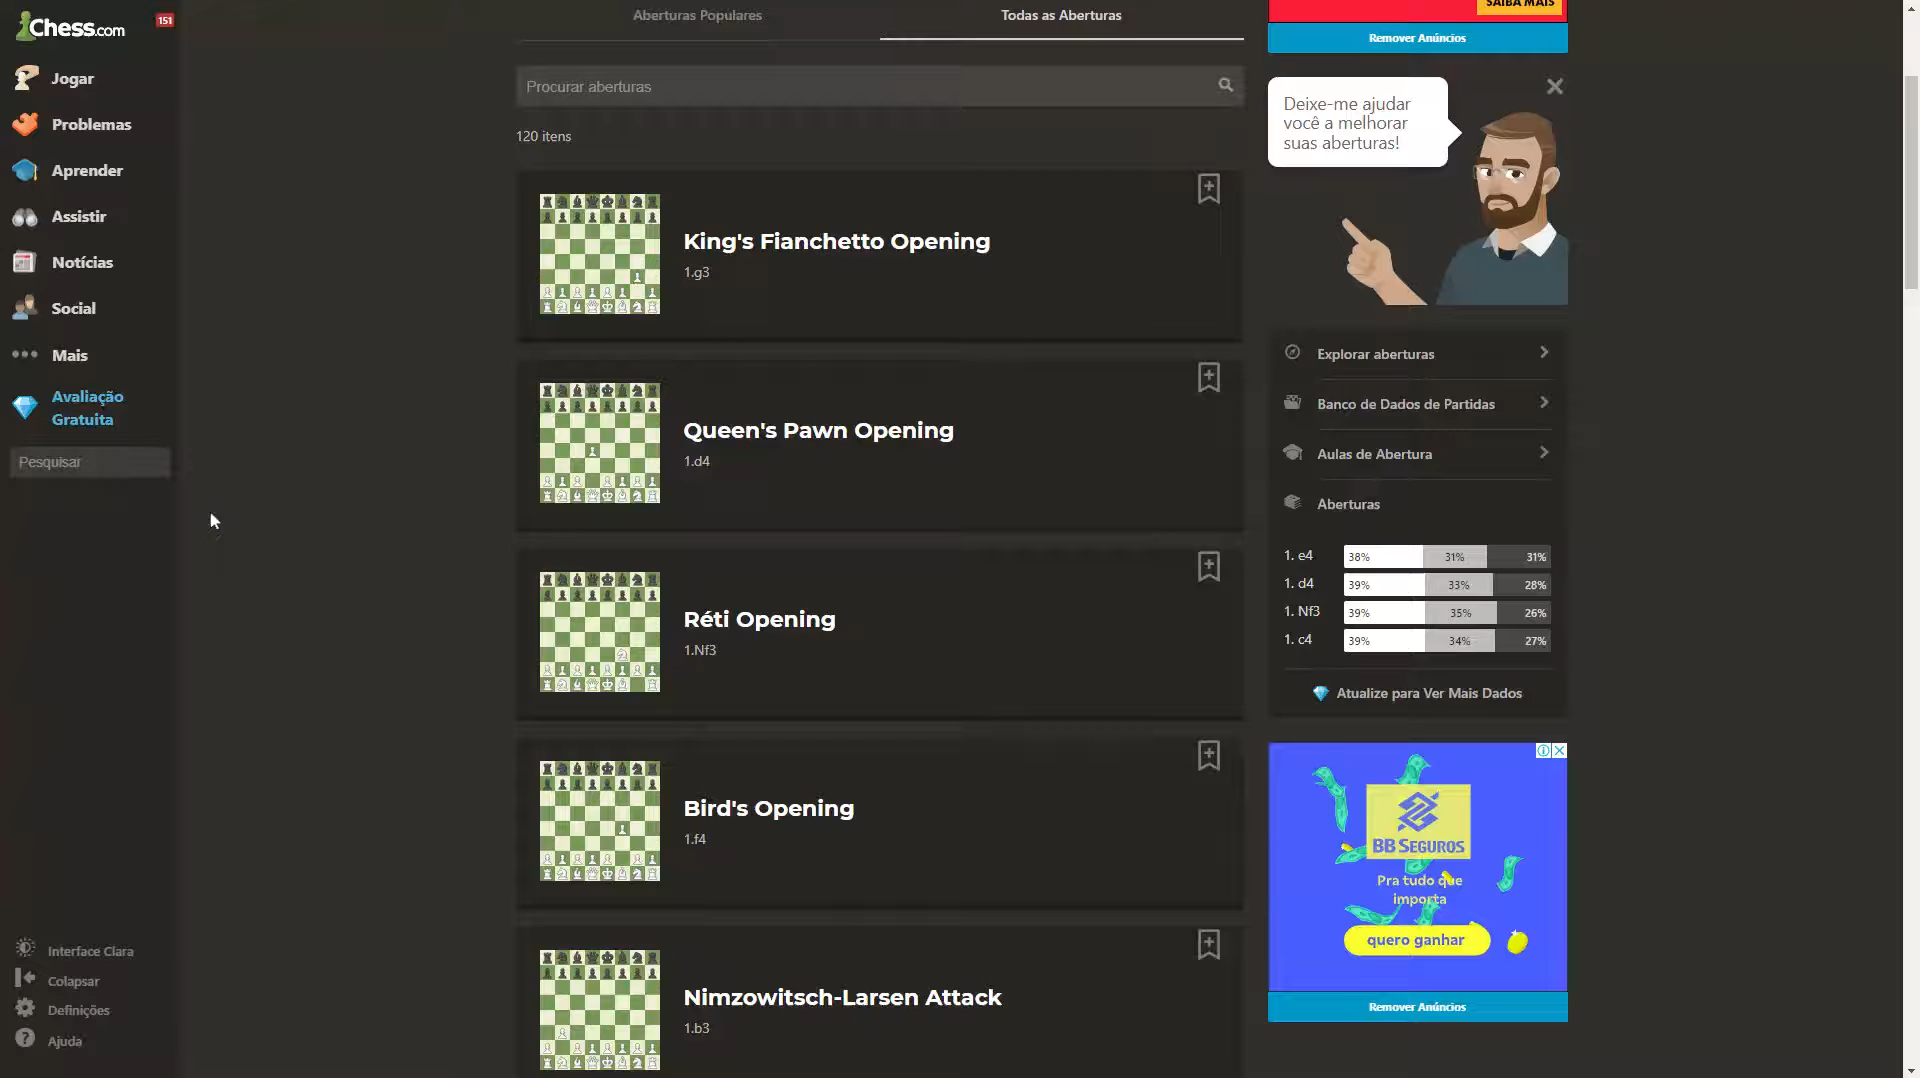 Chess.com
151
Jogar
Problemas
Aprender
Assistir
Notícias
Social
Mais
Avaliação
Gratuita
Pesquisar
Interface Clara
Colapsar
Definições
Ajuda
Aberturas Populares
Todas as Aberturas
Procurar aberturas
120 itens
King's Fianchetto Opening
1.g3
Queen's Pawn Opening
1.d4
Réti Opening
1.Nf3
Bird's Opening
1.f4
Nimzowitsch-Larsen Attack
1.b3
SAIBA MAIS
Remover Anúncios
Deixe-me ajudar
você a melhorar
suas aberturas!
Explorar aberturas
Banco de Dados de Partidas
Aulas de Abertura
Aberturas
1. e4 38% 31% 31%
1. d4 39% 33% 28%
1. Nf3 39% 35% 26%
1. c4 39% 34% 27%
Atualize para Ver Mais Dados
BB SEGUROS
Pra tudo que
importa
quero ganhar
Remover Anúncios